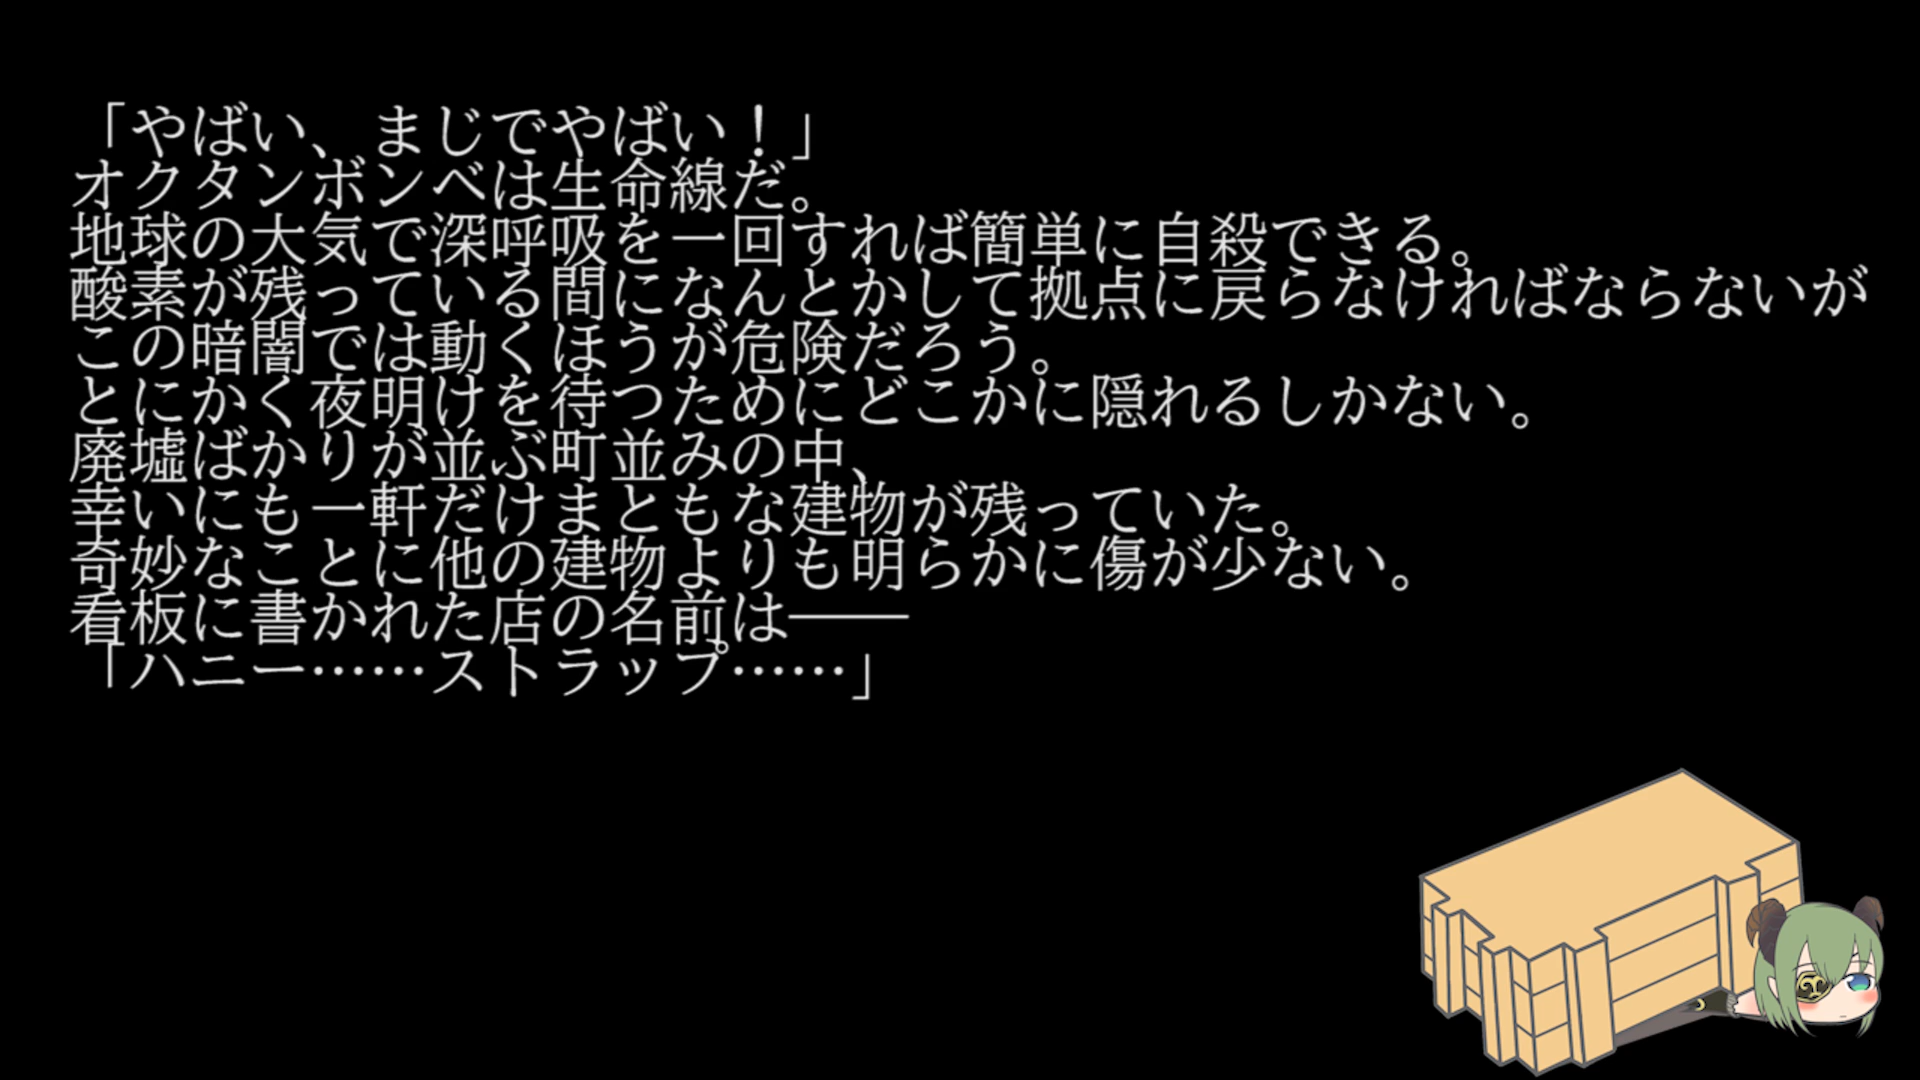 「やばい、まじでやばい！」
オクタンボンベは生命線だ。
地球の大気で深呼吸を一回すれば簡単に自殺できる。
酸素が残っている間になんとかして拠点に戻らなければならないが
この暗闇では動くほうが危険だろう。
とにかく夜明けを待つためにどこかに隠れるしかない。
廃墟ばかりが並ぶ町並みの中、
幸いにも一軒だけまともな建物が残っていた。
奇妙なことに他の建物よりも明らかに傷が少ない。
看板に書かれた店の名前は――
「ハニー……ストラップ……」